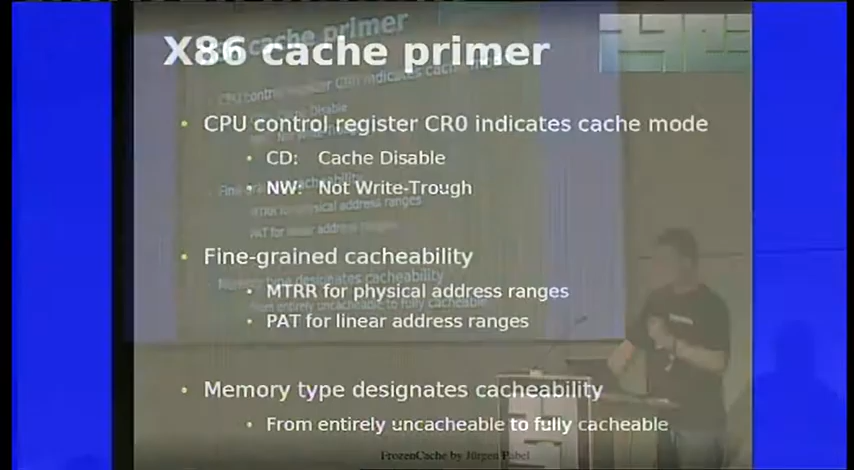 X86 cache primer
CPU control register CR0 indicates cache mode
CD: Cache Disable
NW: Not Write-Trough
Fine-grained cacheability
MTRR for physical address ranges
PAT for linear address ranges
Memory type designates cacheability
From entirely uncacheable to fully cacheable
FrozenCache by Jürgen Pabel